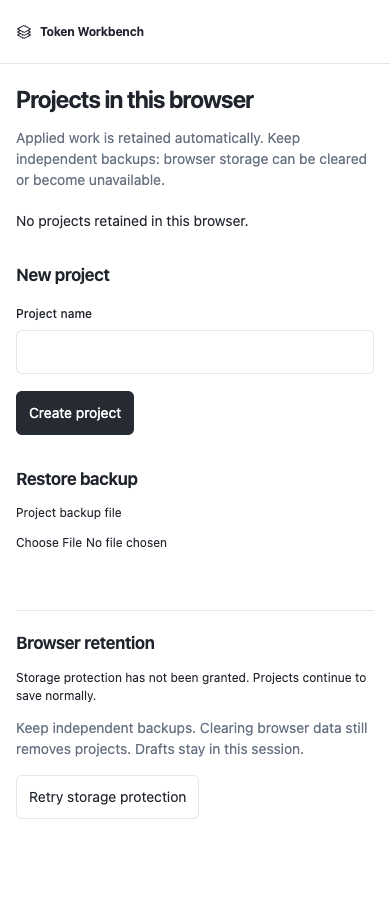 Token Workbench
Projects in this browser
Applied work is retained automatically. Keep
independent backups: browser storage can be cleared
or become unavailable.
No projects retained in this browser.
New project
Project name
Create project
Restore backup
Project backup file
Choose File No file chosen
Browser retention
Storage protection has not been granted. Projects continue to
save normally.
Keep independent backups. Clearing browser data still
removes projects. Drafts stay in this session.
Retry storage protection